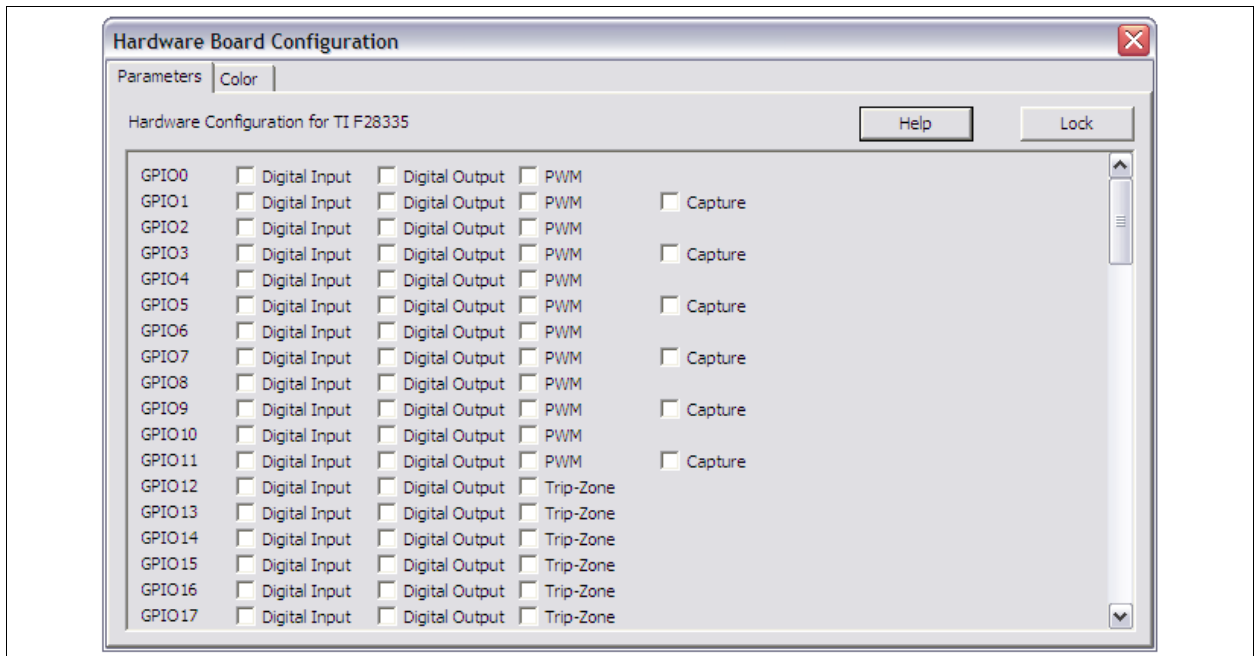 Hardware Board Configuration
Parameters Color
Hardware Configuration for TI F28335 Help Lock
GPIO0 Digital Input Digital Output PWM
GPIO1 Digital Input Digital Output PWM Capture
GPIO2 Digital Input Digital Output PWM
GPIO3 Digital Input Digital Output PWM Capture
GPIO4 Digital Input Digital Output PWM
GPIO5 Digital Input Digital Output PWM Capture
GPIO6 Digital Input Digital Output PWM
GPIO7 Digital Input Digital Output PWM Capture
GPIO8 Digital Input Digital Output PWM
GPIO9 Digital Input Digital Output PWM Capture
GPIO10 Digital Input Digital Output PWM
GPIO11 Digital Input Digital Output PWM Capture
GPIO12 Digital Input Digital Output Trip-Zone
GPIO13 Digital Input Digital Output Trip-Zone
GPIO14 Digital Input Digital Output Trip-Zone
GPIO15 Digital Input Digital Output Trip-Zone
GPIO16 Digital Input Digital Output Trip-Zone
GPIO17 Digital Input Digital Output Trip-Zone